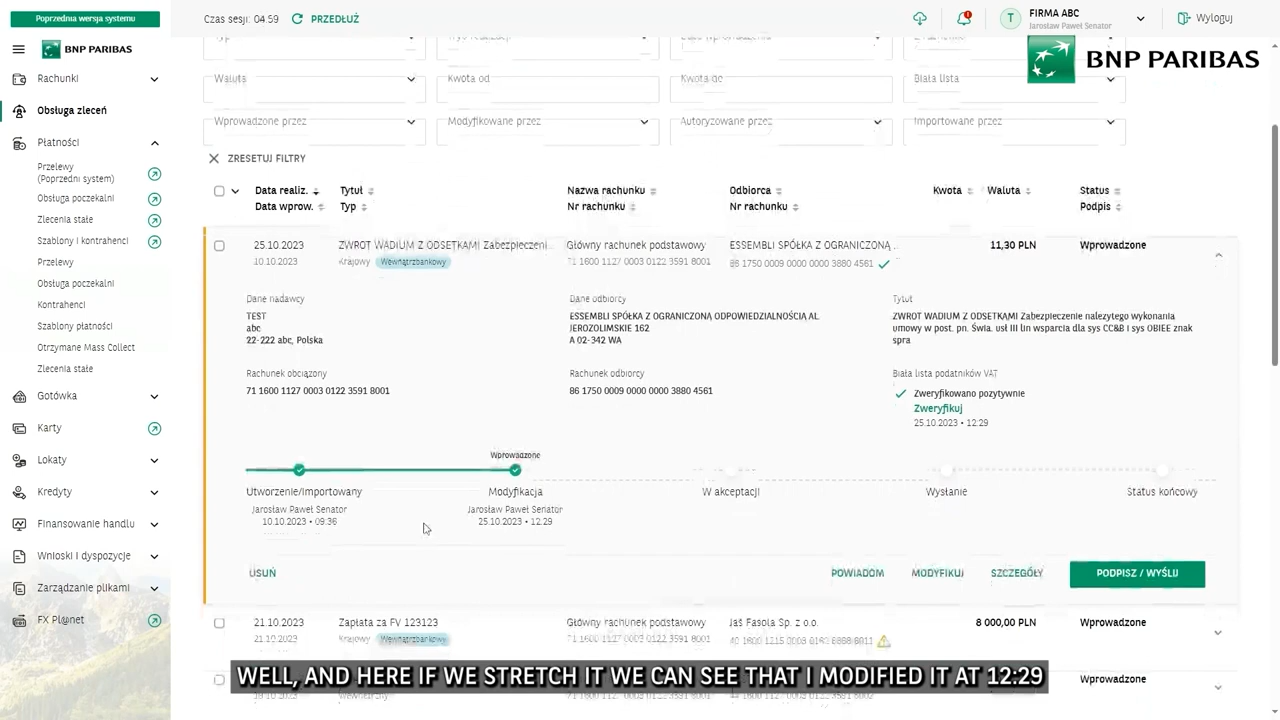 Poprzednia wersja systemu
Czas sesji: 04:59 PRZEDŁUŻ
FIRMA ABC
Jarosław Paweł Senator
Wyloguj
BNP PARIBAS
BNP PARIBAS
Rachunki
Obsługa zleceń
Płatności
Przelewy
(Poprzedni system)
Obsługa poczekalni
Zlecenia stałe
Szablony i kontrahenci
Przelewy
Obsługa poczekalni
Kontrahenci
Szablony płatności
Otrzymane Mass Collect
Zlecenia stałe
Gotówka
Karty
Lokaty
Kredyty
Finansowanie handlu
Wnioski i dyspozycje
Zarządzanie plikami
FX Pl@net
Waluta Kwota od Kwota do Biała lista
Wprowadzone przez Modyfikowane przez Autoryzowane przez Importowane przez
ZRESETUJ FILTRY
Data realiz. Tytuł Nazwa rachunku Odbiorca Kwota Waluta Status
Data wprow. Typ Nr rachunku Nr rachunku Podpis
25.10.2023 ZWROT WADIUM Z ODSETKAMI Zabezpieczeni... Główny rachunek podstawowy ESSEMBLI SPÓŁKA Z OGRANICZONĄ ... 11,30 PLN Wprowadzone
10.10.2023 Krajowy Wewnątrzbankowy 71 1600 1127 0003 0122 3591 8001 86 1750 0009 0000 0000 3880 4561
Dane nadawcy Dane odbiorcy Tytuł
TEST
abc
22-222 abc, Polska
ESSEMBLI SPÓŁKA Z OGRANICZONĄ ODPOWIEDZIALNOŚCIĄ AL.
JEROZOLIMSKIE 162
A 02-342 WA
ZWROT WADIUM Z ODSETKAMI Zabezpieczenie należytego wykonania
umowy w post. pn. Świa. usł III lin wsparcia dla sys CC&B i sys OBIEE znak
spra
Rachunek obciążony Rachunek odbiorcy Biała lista podatników VAT
71 1600 1127 0003 0122 3591 8001 86 1750 0009 0000 0000 3880 4561
Zweryfikowano pozytywnie
Zweryfikuj
25.10.2023 • 12:29
Wprowadzone
Utworzenie/Importowany Modyfikacja W akceptacji Wysłanie Status końcowy
Jarosław Paweł Senator Jarosław Paweł Senator
10.10.2023 • 09:36 25.10.2023 • 12:29
USUŃ POWIADOM MODYFIKUJ SZCZEGÓŁY PODPISZ / WYŚLIJ
21.10.2023 Zapłata za FV 123123 Główny rachunek podstawowy Jaś Fasola Sp. z o.o. 8 000,00 PLN Wprowadzone
21.10.2023 Krajowy Wewnątrzbankowy 71 1600 1127 0003 0122 3591 8001
Wprowadzone
WELL, AND HERE IF WE STRETCH IT WE CAN SEE THAT I MODIFIED IT AT 12:29